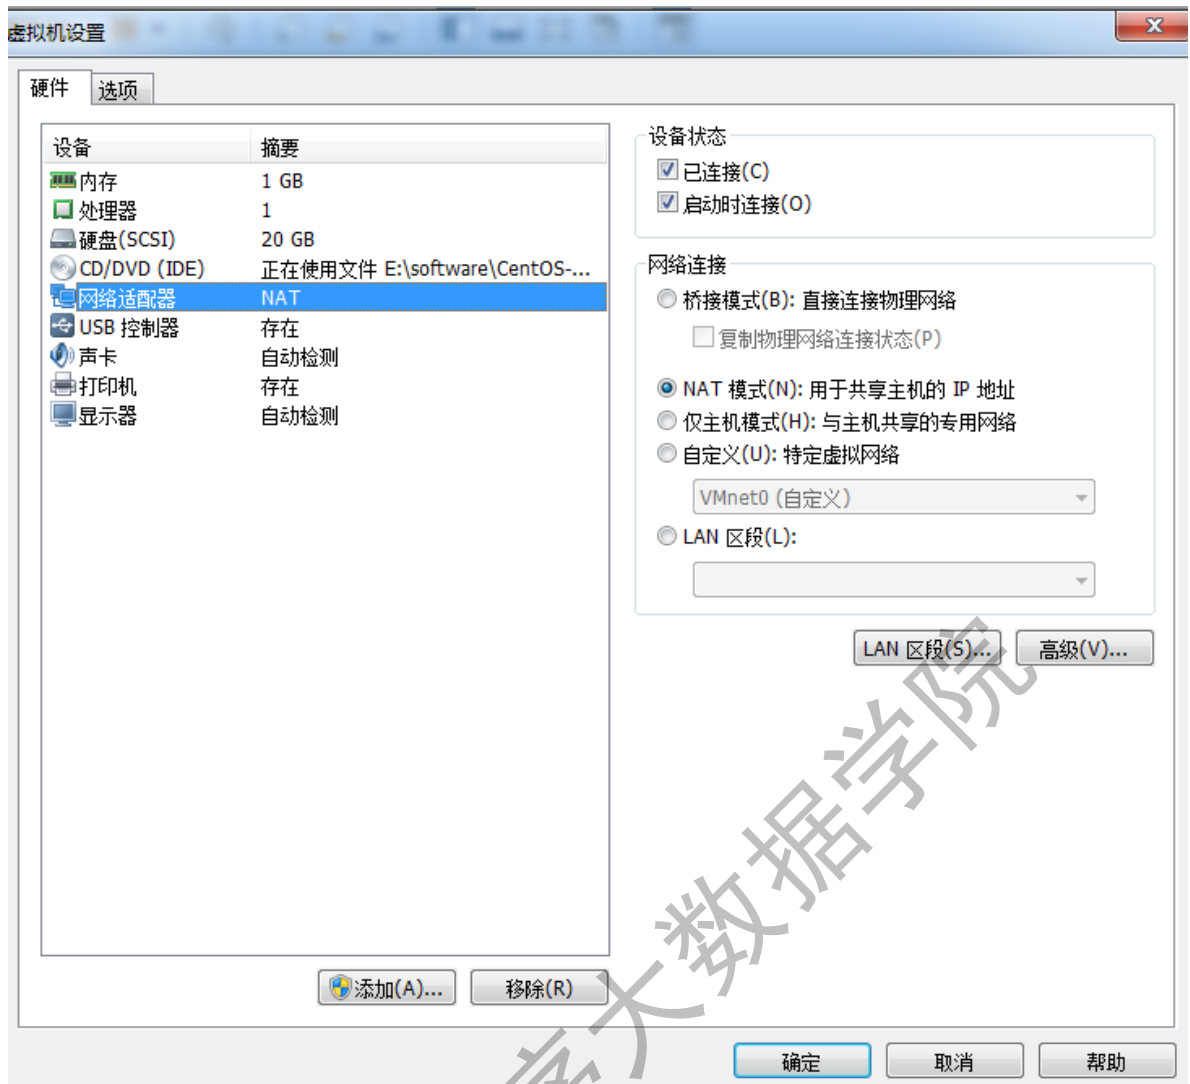 虚拟机设置
硬件
选项
设备
摘要
内存
1 GB
处理器
1
硬盘(SCSI)
20 GB
CD/DVD (IDE)
正在使用文件 E:\software\CentOS-...
网络适配器
NAT
USB 控制器
存在
声卡
自动检测
打印机
存在
显示器
自动检测
添加(A)...
移除(R)
设备状态
已连接(C)
启动时连接(O)
网络连接
桥接模式(B): 直接连接物理网络
复制物理网络连接状态(P)
NAT 模式(N): 用于共享主机的 IP 地址
仅主机模式(H): 与主机共享的专用网络
自定义(U): 特定虚拟网络
VMnet0 (自定义)
LAN 区段(L):
LAN 区段(S)...
高级(V)...
大数据学院
确定
取消
帮助